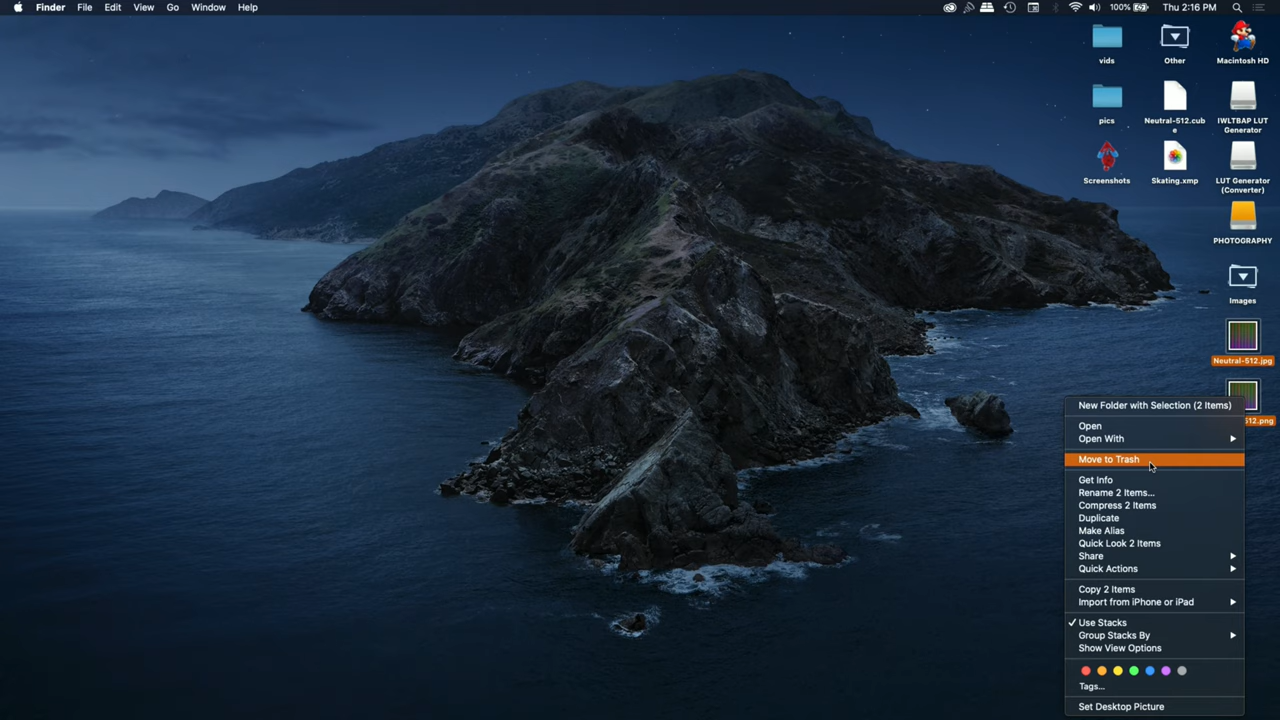 Finder File Edit View Go Window Help
100% Thu 2:16 PM
vids
Other
Macintosh HD
pics
Neutral-512.cub
e
IWLTBAP LUT
Generator
Screenshots
Skating.xmp
LUT Generator
(Converter)
PHOTOGRAPHY
Images
Neutral-512.jpg
512.png
New Folder with Selection (2 Items)
Open
Open With
Move to Trash
Get Info
Rename 2 Items...
Compress 2 Items
Duplicate
Make Alias
Quick Look 2 Items
Share
Quick Actions
Copy 2 Items
Import from iPhone or iPad
Use Stacks
Group Stacks By
Show View Options
Tags...
Set Desktop Picture